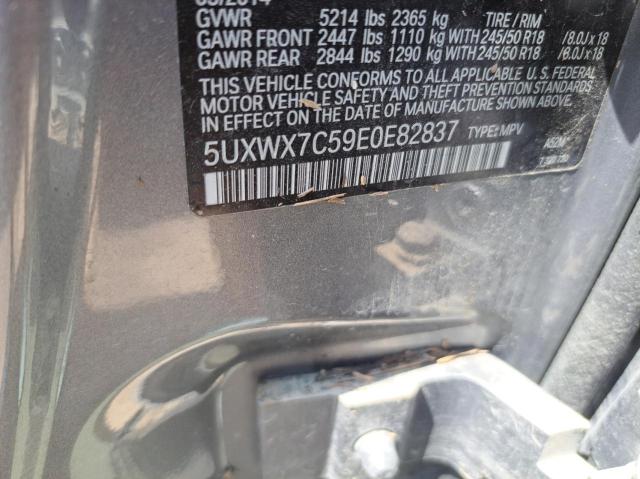 GVWR 5214 lbs 2365 kg TIRE / RIM
GAWR FRONT 2447 lbs 1110 kg WITH 245/50 R18 /8.0J x 18
GAWR REAR 2844 lbs 1290 kg WITH 245/50 R18 /8.0J x 18
THIS VEHICLE CONFORMS TO ALL APPLICABLE U. S. FEDERAL
MOTOR VEHICLE SAFETY AND THEFT PREVENTION STANDARDS
IN EFFECT ON THE DATE OF MANUFACTURE SHOWN ABOVE.
5UXWX7C59E0E82837 TYPE: MPV